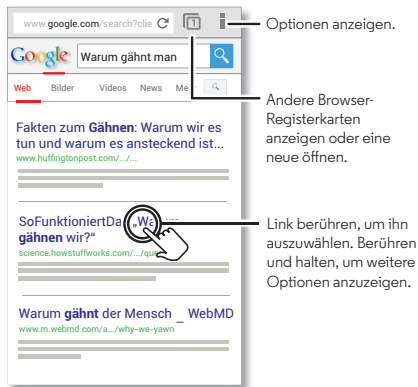 www.google.com/search?clie
1
Optionen anzeigen.
Google
Warum gähnt man
Web Bilder Videos News Me
Andere Browser-
Registerkarten
anzeigen oder eine
neue öffnen.
Fakten zum Gähnen: Warum wir es
tun und warum es ansteckend ist...
www.huffingtonpost.com/.../...
SoFunktioniertDa „Wa
gähnen wir?“
science.howstuffworks.com/.../que
Link berühren, um ihn
auszuwählen. Berühren
und halten, um weitere
Optionen anzuzeigen.
Warum gähnt der Mensch _ WebMD
www.m.webmd.com/a.../why-we-yawn